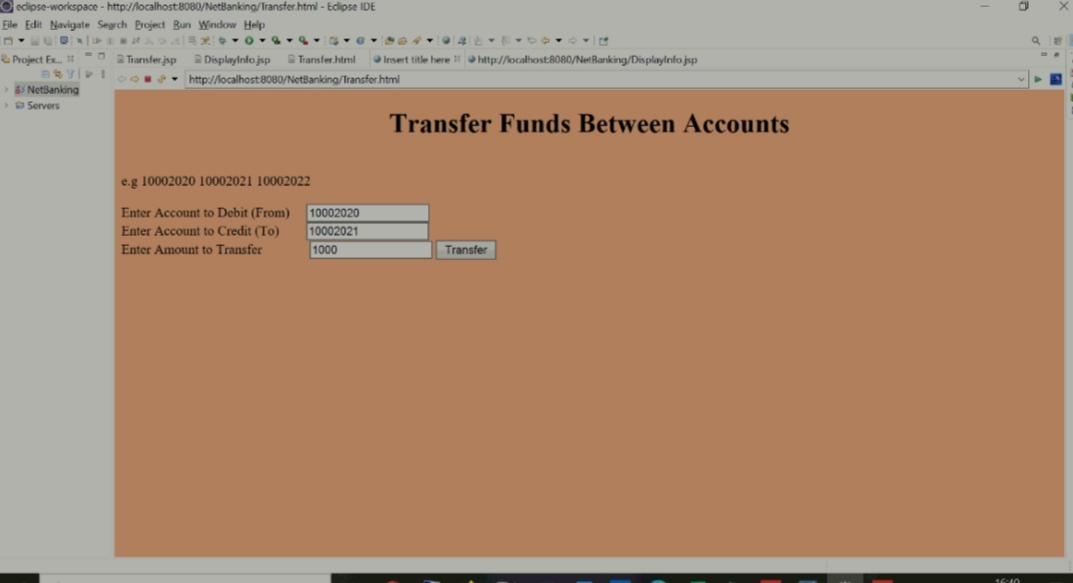 eclipse-workspace - http://localhost:8080/NetBanking/Transfer.html - Eclipse IDE
File Edit Navigate Search Project Run Window Help
Project Ex... Transfer.jsp DisplayInfo.jsp Transfer.html Insert title here http://localhost:8080/NetBanking/DisplayInfo.jsp
http://localhost:8080/NetBanking/Transfer.html
NetBanking
Servers
Transfer Funds Between Accounts
e.g 10002020 10002021 10002022
Enter Account to Debit (From) 10002020
Enter Account to Credit (To) 10002021
Enter Amount to Transfer 1000 Transfer
16:40